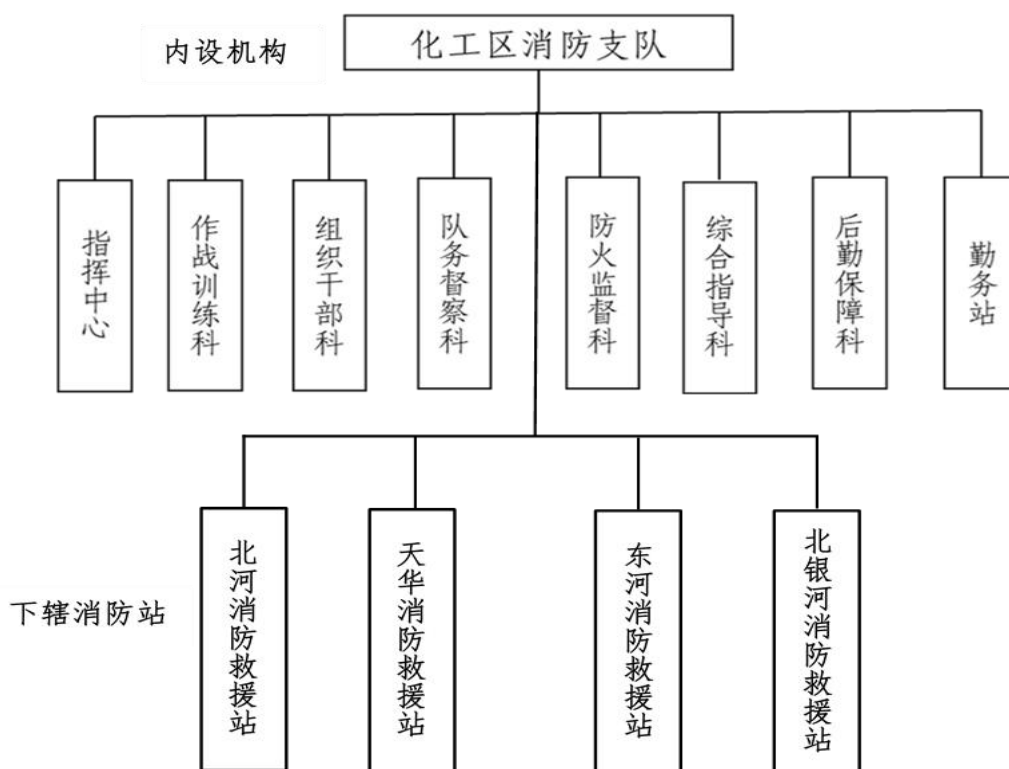 内设机构
化工区消防支队
指挥中心
作战训练科
组织干部科
队务督察科
防火监督科
综合指导科
后勤保障科
勤务站
下辖消防站
北河消防救援站
天华消防救援站
东河消防救援站
北银河消防救援站